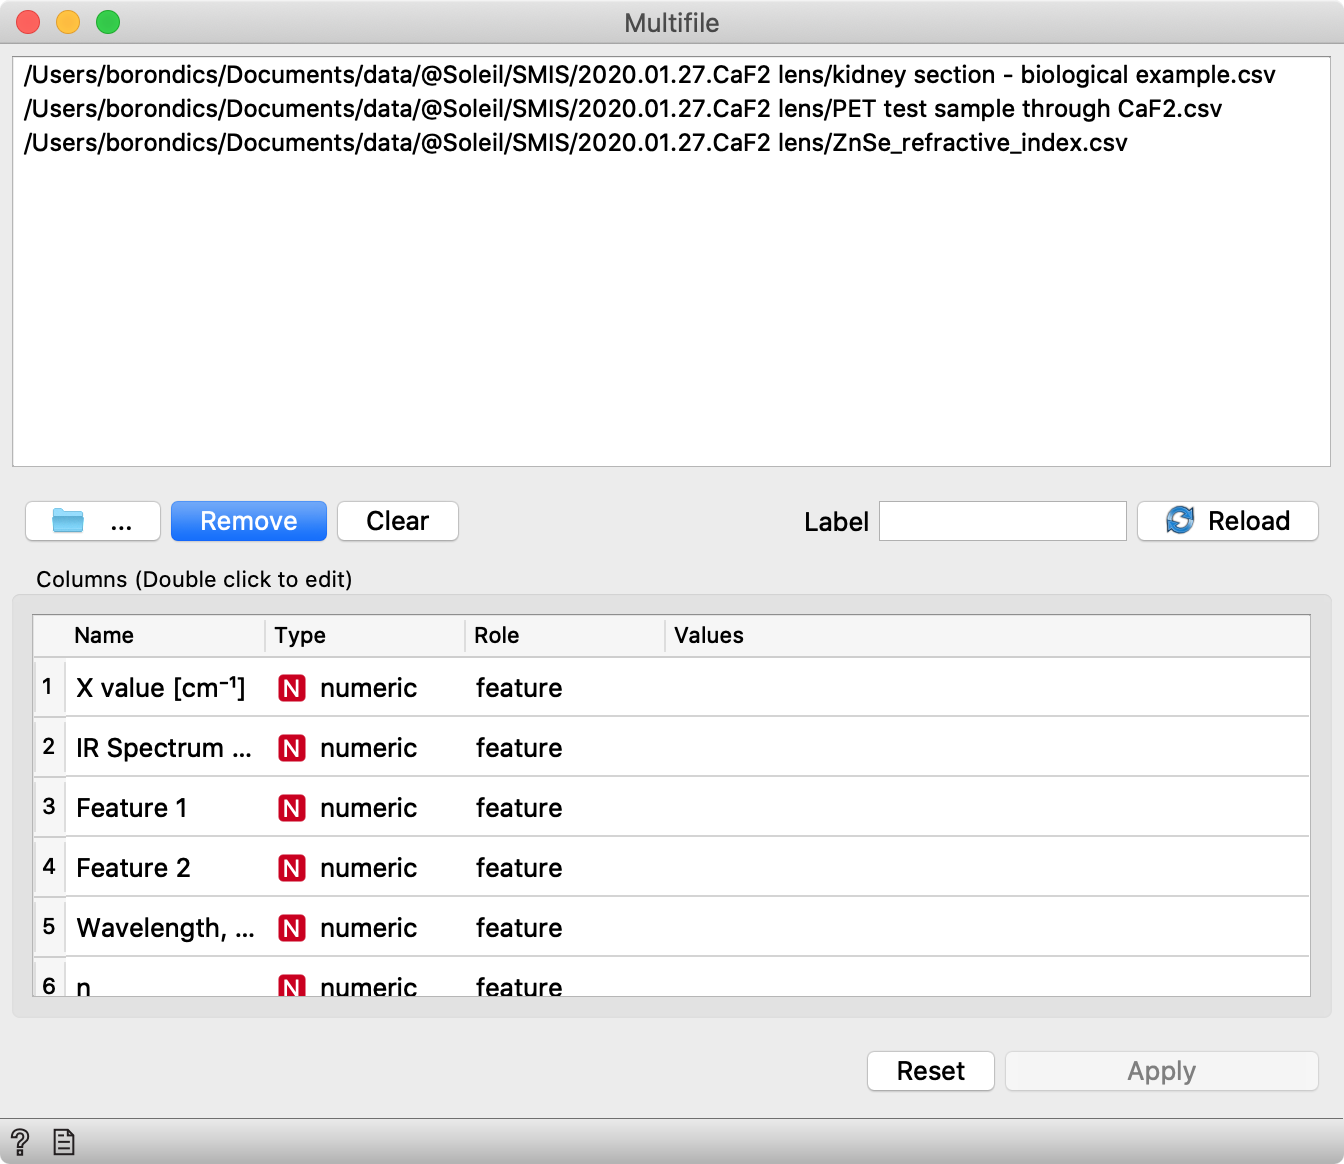 Multifile
/Users/borondics/Documents/data/@Soleil/SMIS/2020.01.27.CaF2 lens/kidney section - biological example.csv
/Users/borondics/Documents/data/@Soleil/SMIS/2020.01.27.CaF2 lens/PET test sample through CaF2.csv
/Users/borondics/Documents/data/@Soleil/SMIS/2020.01.27.CaF2 lens/ZnSe_refractive_index.csv
... Remove Clear Label Reload
Columns (Double click to edit)
Name Type Role Values
1 X value [cm⁻¹] N numeric feature
2 IR Spectrum ... N numeric feature
3 Feature 1 N numeric feature
4 Feature 2 N numeric feature
5 Wavelength, ... N numeric feature
6 n N numeric feature
Reset Apply
?